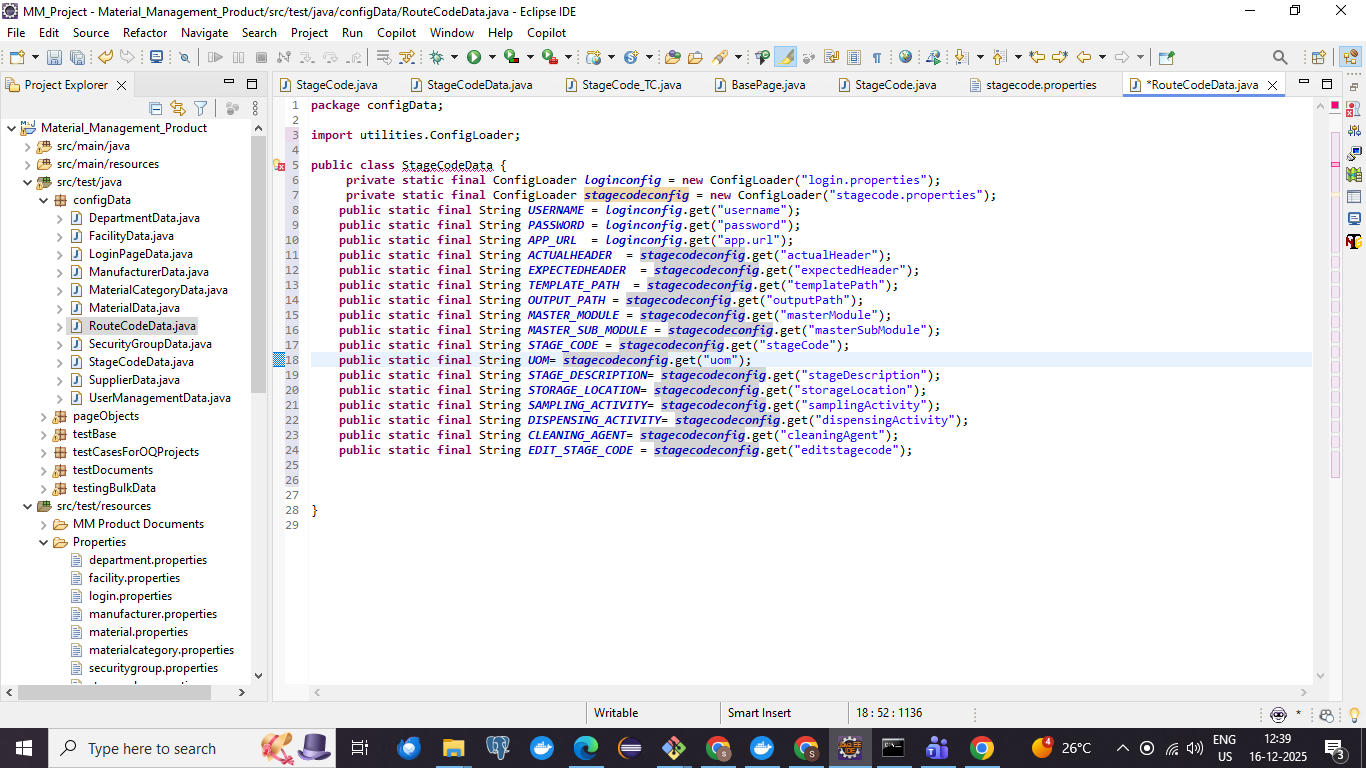 MM_Project - Material_Management_Product/src/test/java/configData/RouteCodeData.java - Eclipse IDE
File Edit Source Refactor Navigate Search Project Run Copilot Window Help Copilot
Project Explorer
StageCode.java StageCodeData.java StageCode_TC.java BasePage.java StageCode.java stagecode.properties *RouteCodeData.java
Material_Management_Product
src/main/java
src/main/resources
src/test/java
configData
DepartmentData.java
FacilityData.java
LoginPageData.java
ManufacturerData.java
MaterialCategoryData.java
MaterialData.java
RouteCodeData.java
SecurityGroupData.java
StageCodeData.java
SupplierData.java
UserManagementData.java
pageObjects
testBase
testCasesForOQProjects
testDocuments
testingBulkData
src/test/resources
MM Product Documents
Properties
department.properties
facility.properties
login.properties
manufacturer.properties
material.properties
materialcategory.properties
securitygroup.properties
1 package configData;
2
3 import utilities.ConfigLoader;
4
5 public class StageCodeData {
6 private static final ConfigLoader loginconfig = new ConfigLoader("login.properties");
7 private static final ConfigLoader stagecodeconfig = new ConfigLoader("stagecode.properties");
8 public static final String USERNAME = loginconfig.get("username");
9 public static final String PASSWORD = loginconfig.get("password");
10 public static final String APP_URL = loginconfig.get("app.url");
11 public static final String ACTUALHEADER = stagecodeconfig.get("actualHeader");
12 public static final String EXPECTEDHEADER = stagecodeconfig.get("expectedHeader");
13 public static final String TEMPLATE_PATH = stagecodeconfig.get("templatePath");
14 public static final String OUTPUT_PATH = stagecodeconfig.get("outputPath");
15 public static final String MASTER_MODULE = stagecodeconfig.get("masterModule");
16 public static final String MASTER_SUB_MODULE = stagecodeconfig.get("masterSubModule");
17 public static final String STAGE_CODE = stagecodeconfig.get("stageCode");
18 public static final String UOM= stagecodeconfig.get("uom");
19 public static final String STAGE_DESCRIPTION= stagecodeconfig.get("stageDescription");
20 public static final String STORAGE_LOCATION= stagecodeconfig.get("storageLocation");
21 public static final String SAMPLING_ACTIVITY= stagecodeconfig.get("samplingActivity");
22 public static final String DISPENSING_ACTIVITY= stagecodeconfig.get("dispensingActivity");
23 public static final String CLEANING_AGENT= stagecodeconfig.get("cleaningAgent");
24 public static final String EDIT_STAGE_CODE = stagecodeconfig.get("editstagecode");
25
26
27
28 }
29
Writable Smart Insert 18 : 52 : 1136
Type here to search
4
26°C
ENG
US
12:39
16-12-2025
3